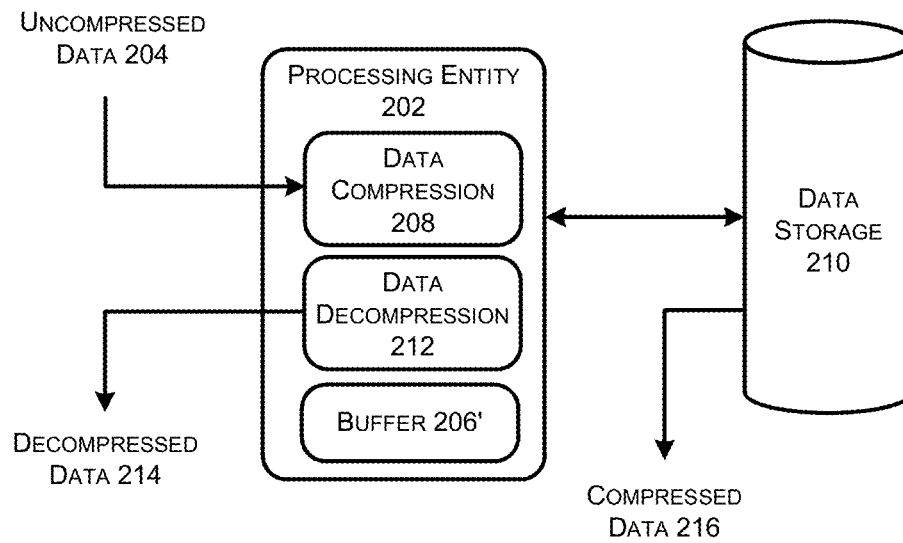 UNCOMPRESSED
DATA 204
PROCESSING ENTITY
202
DATA
COMPRESSION
208
DATA
DECOMPRESSION
212
BUFFER 206'
DECOMPRESSED
DATA 214
DATA
STORAGE
210
COMPRESSED
DATA 216